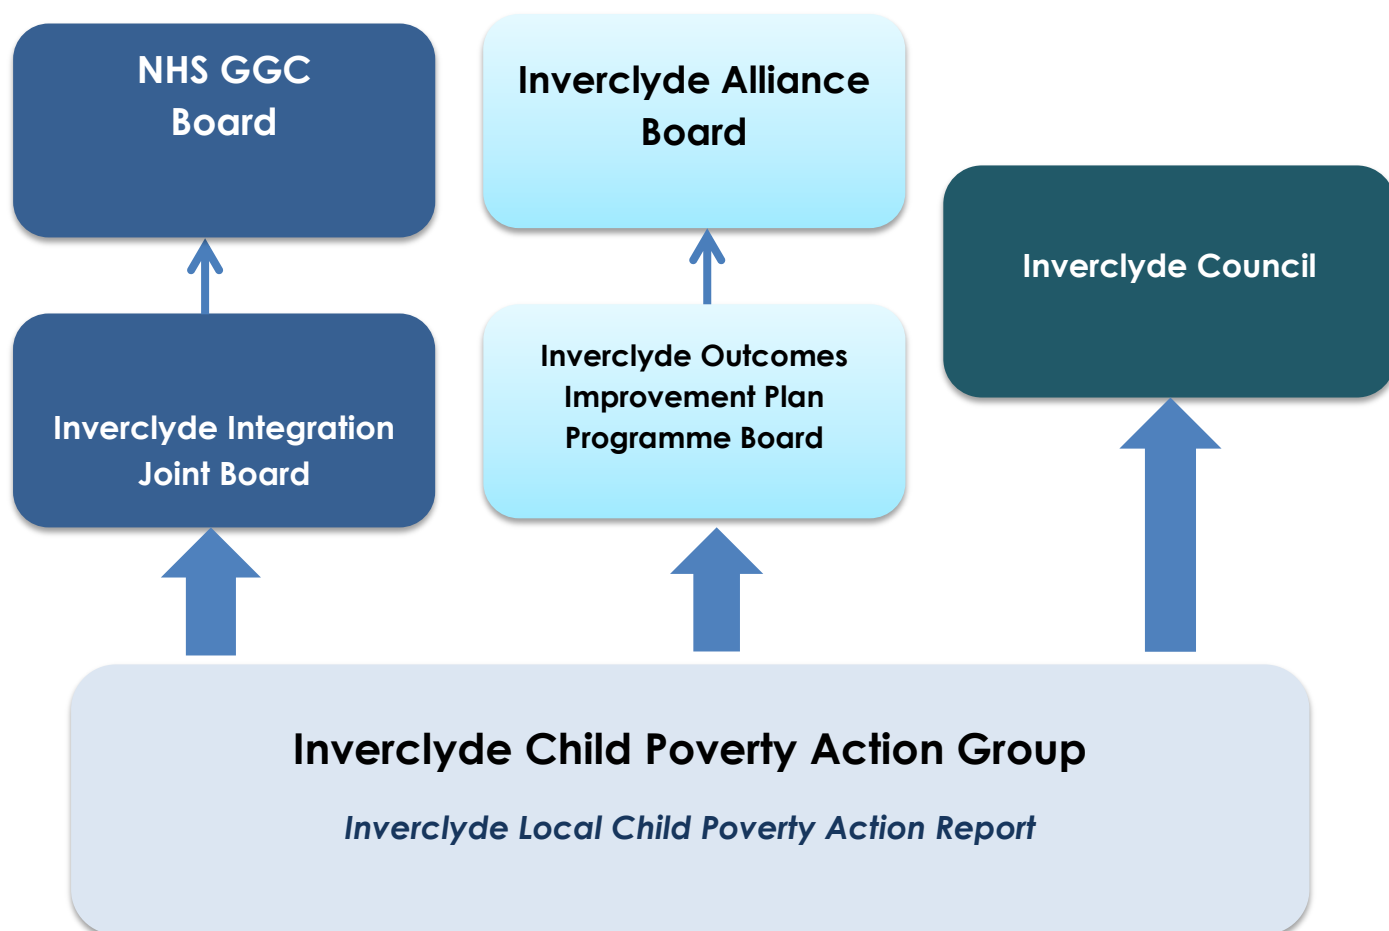 NHS GGC
Board
Inverclyde Alliance
Board
Inverclyde Council
Inverclyde Integration
Joint Board
Inverclyde Outcomes
Improvement Plan
Programme Board
Inverclyde Child Poverty Action Group
Inverclyde Local Child Poverty Action Report